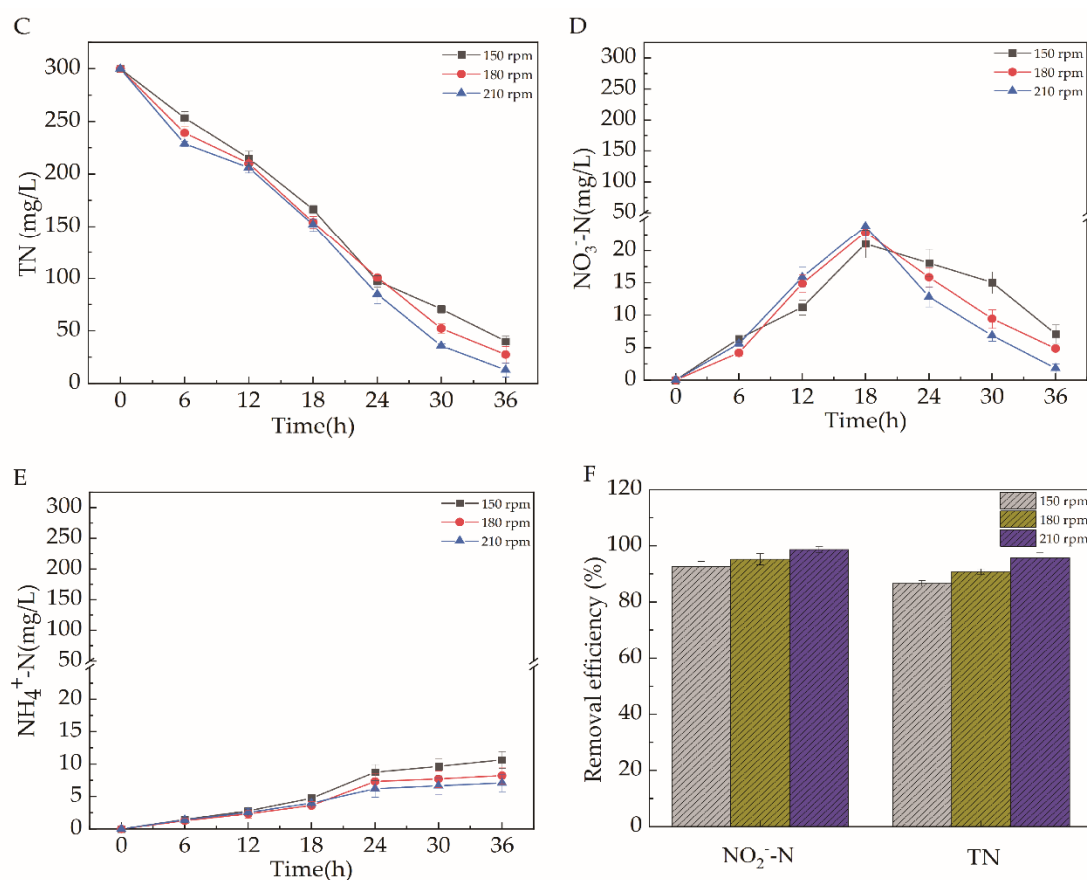 C
150 rpm
180 rpm
210 rpm
300
250
200
150
100
50
0
TN (mg/L)
0 6 12 18 24 30 36
Time(h)
D
150 rpm
180 rpm
210 rpm
300
250
200
150
100
50
20
15
10
5
0
NO₃⁻-N(mg/L)
0 6 12 18 24 30 36
Time(h)
E
150 rpm
180 rpm
210 rpm
300
250
200
150
100
50
20
15
10
5
0
NH₄⁺-N(mg/L)
0 6 12 18 24 30 36
Time(h)
F
150 rpm
180 rpm
210 rpm
120
100
80
60
40
20
0
Removal efficiency (%)
NO₂⁻-N TN